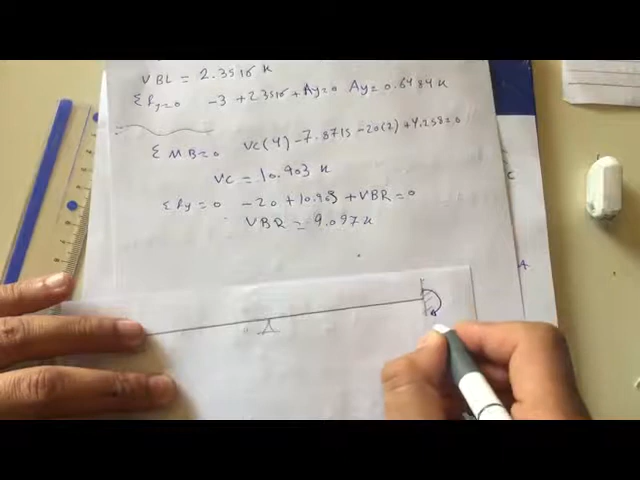 VBL = 2.3516 K
ΣFy=0 -3 +2.3516 + Ay=0 Ay= 0.6484 K
ΣMB=0 VC(4) -7.8715 -20(2) +4.258=0
VC = 10.903 K
ΣFy=0 -20 +10.903 +VBR=0
VBR = 9.097 K
C
A